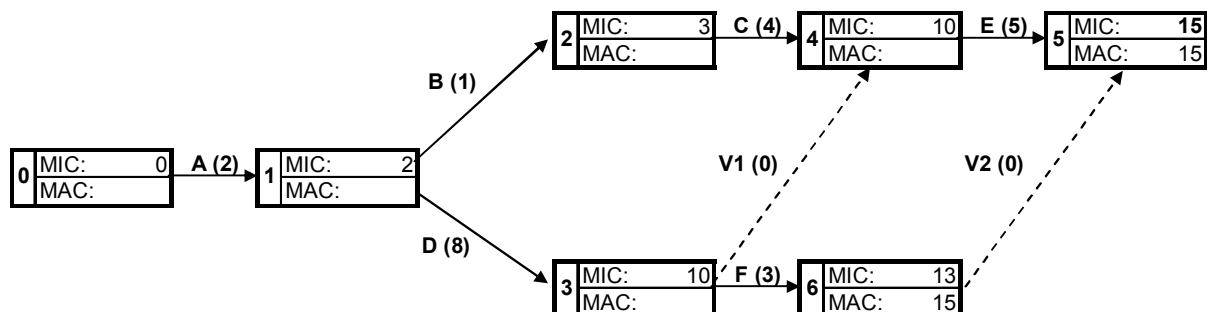 2 MIC: 3
MAC:
C (4)
4 MIC: 10
MAC:
E (5)
5 MIC: 15
MAC: 15
B (1)
0 MIC: 0
MAC:
A (2)
1 MIC: 2
MAC:
V1 (0)
V2 (0)
D (8)
3 MIC: 10
MAC:
F (3)
6 MIC: 13
MAC: 15